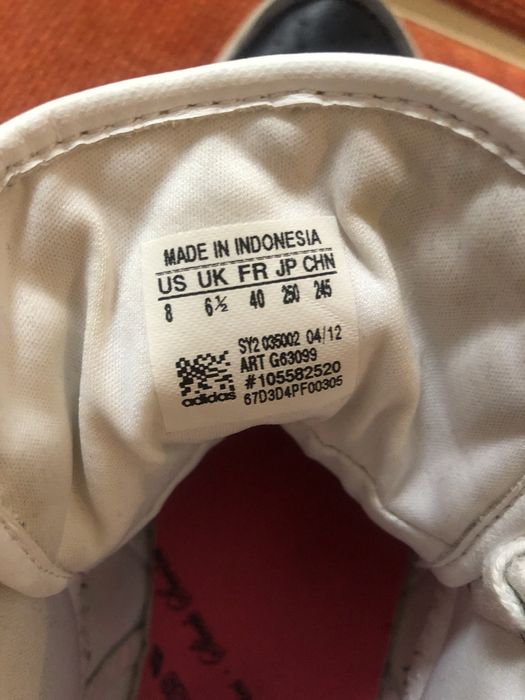 MADE IN INDONESIA
US UK FR JP CHN
8 6½ 40 250 245
SY2 035002 04/12
ART G63099
#105582520
adidas 67D3D4PF00305